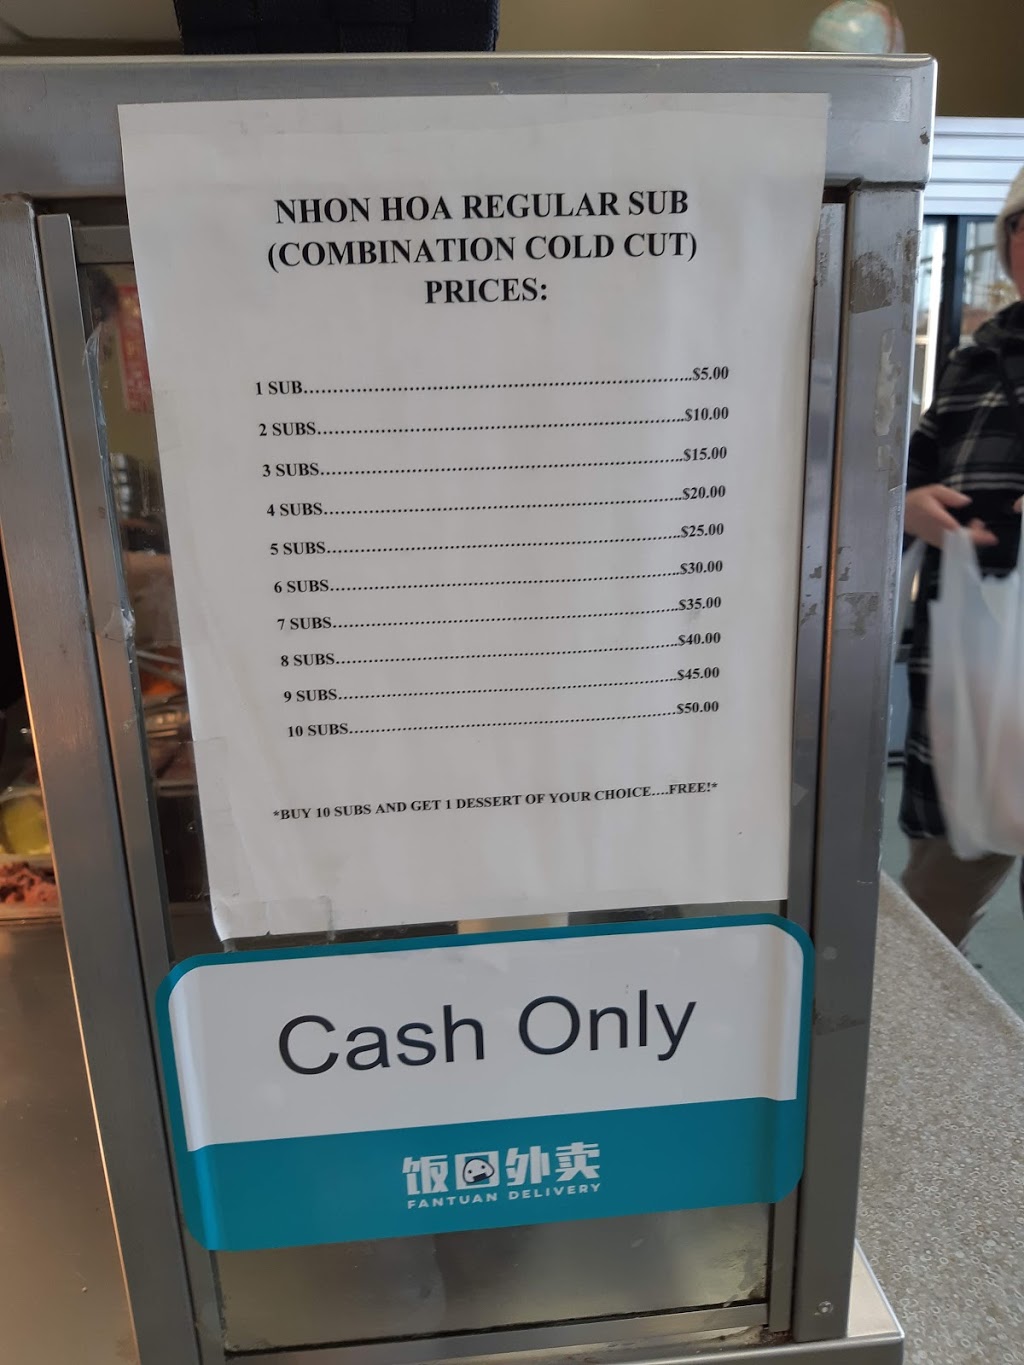 NHON HOA REGULAR SUB
(COMBINATION COLD CUT)
PRICES:
1 SUB..........$5.00
2 SUBS..........$10.00
3 SUBS..........$15.00
4 SUBS..........$20.00
5 SUBS..........$25.00
6 SUBS..........$30.00
7 SUBS..........$35.00
8 SUBS..........$40.00
9 SUBS..........$45.00
10 SUBS..........$50.00
*BUY 10 SUBS AND GET 1 DESSERT OF YOUR CHOICE....FREE!*
Cash Only
饭团外卖
FANTUAN DELIVERY